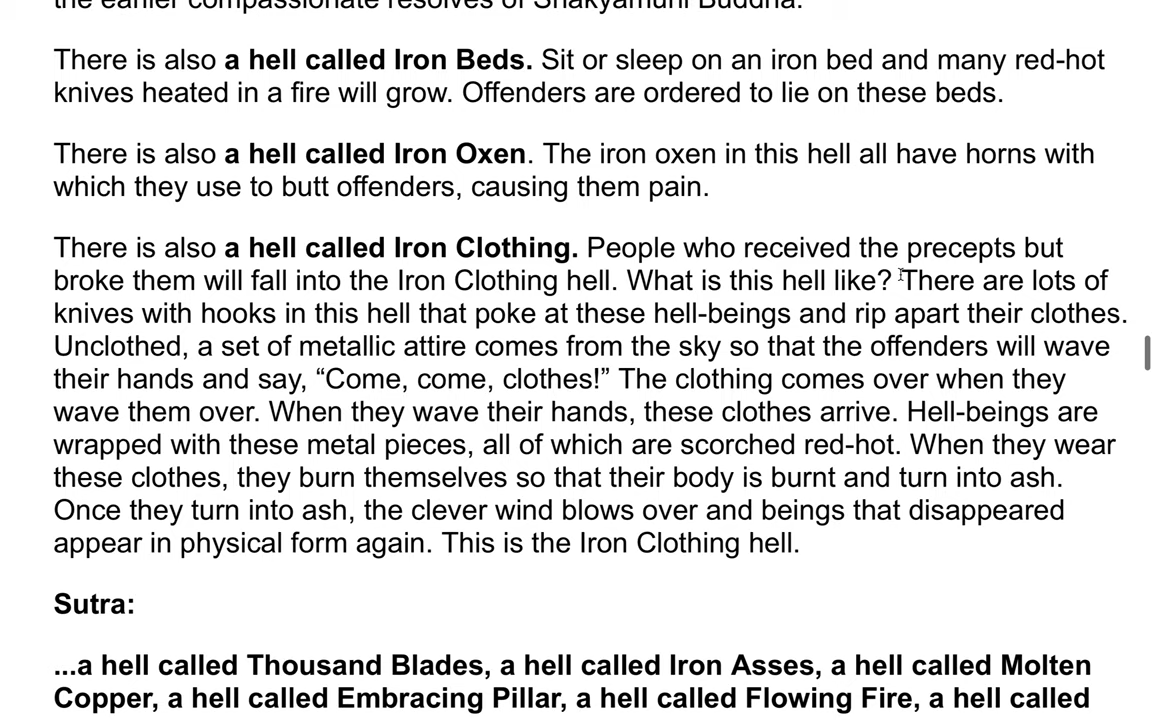 the earlier compassionate resolves of Shakyamuni Buddha.
There is also a hell called Iron Beds. Sit or sleep on an iron bed and many red-hot
knives heated in a fire will grow. Offenders are ordered to lie on these beds.
There is also a hell called Iron Oxen. The iron oxen in this hell all have horns with
which they use to butt offenders, causing them pain.
There is also a hell called Iron Clothing. People who received the precepts but
broke them will fall into the Iron Clothing hell. What is this hell like? There are lots of
knives with hooks in this hell that poke at these hell-beings and rip apart their clothes.
Unclothed, a set of metallic attire comes from the sky so that the offenders will wave
their hands and say, “Come, come, clothes!” The clothing comes over when they
wave them over. When they wave their hands, these clothes arrive. Hell-beings are
wrapped with these metal pieces, all of which are scorched red-hot. When they wear
these clothes, they burn themselves so that their body is burnt and turn into ash.
Once they turn into ash, the clever wind blows over and beings that disappeared
appear in physical form again. This is the Iron Clothing hell.
Sutra:
...a hell called Thousand Blades, a hell called Iron Asses, a hell called Molten
Copper, a hell called Embracing Pillar, a hell called Flowing Fire, a hell called